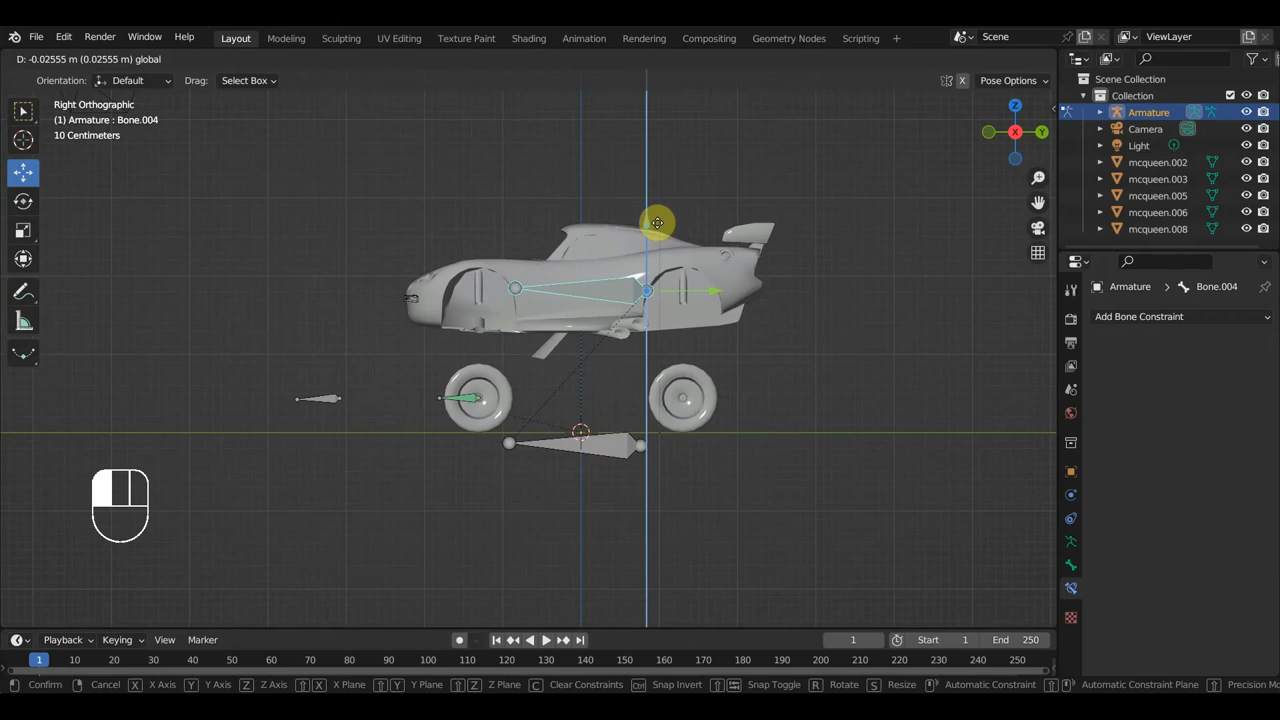 File Edit Render Window Help Layout Modeling Sculpting UV Editing Texture Paint Shading Animation Rendering Compositing Geometry Nodes Scripting + Scene ViewLayer
D: -0.02555 m (0.02555 m) global
Orientation: Default Drag: Select Box X Pose Options
Right Orthographic
(1) Armature : Bone.004
10 Centimeters
Z
X
Y
Scene Collection
Collection
Armature
Camera
Light
mcqueen.002
mcqueen.003
mcqueen.005
mcqueen.006
mcqueen.008
Armature > Bone.004
Add Bone Constraint
Playback Keying View Marker 1 Start 1 End 250
1 10 20 30 40 50 60 70 80 90 100 110 120 130 140 150 160 170 180 190 200 210 220 230 240 250
Confirm Cancel X X Axis Y Y Axis Z Z Axis X X Plane Y Y Plane Z Z Plane C Clear Constraints Ctrl Snap Invert Snap Toggle R Rotate S Resize Automatic Constraint Automatic Constraint Plane Precision Mo